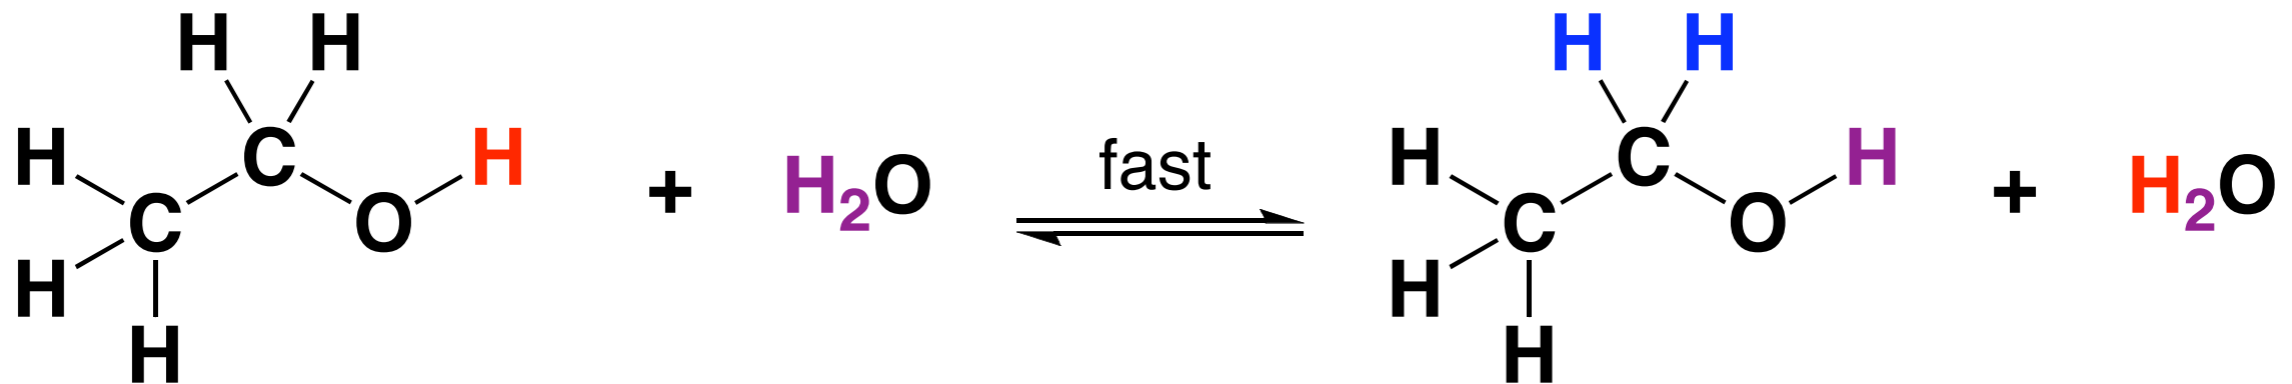 H H H H
H C H C H
C O + H₂O fast C O + H₂O
H H
H H